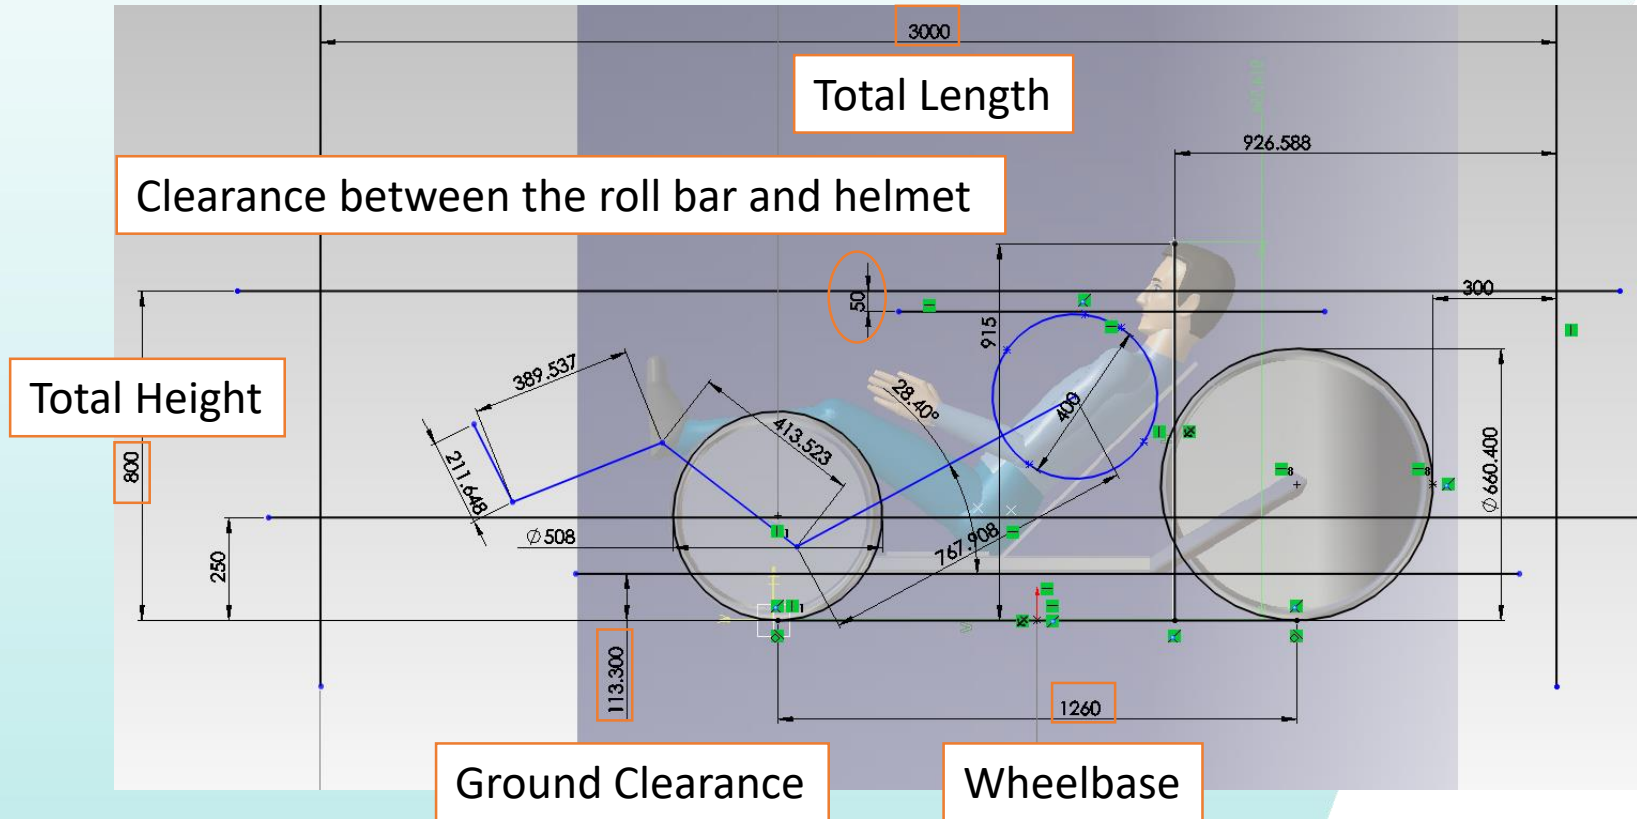 3000
Total Length
926.588
Clearance between the roll bar and helmet
300
50
915
389.537
28.40°
400
Total Height
413.523
211.648
800
Ø 660.400
Ø 508
767.908
250
113.300
1260
Ground Clearance
Wheelbase